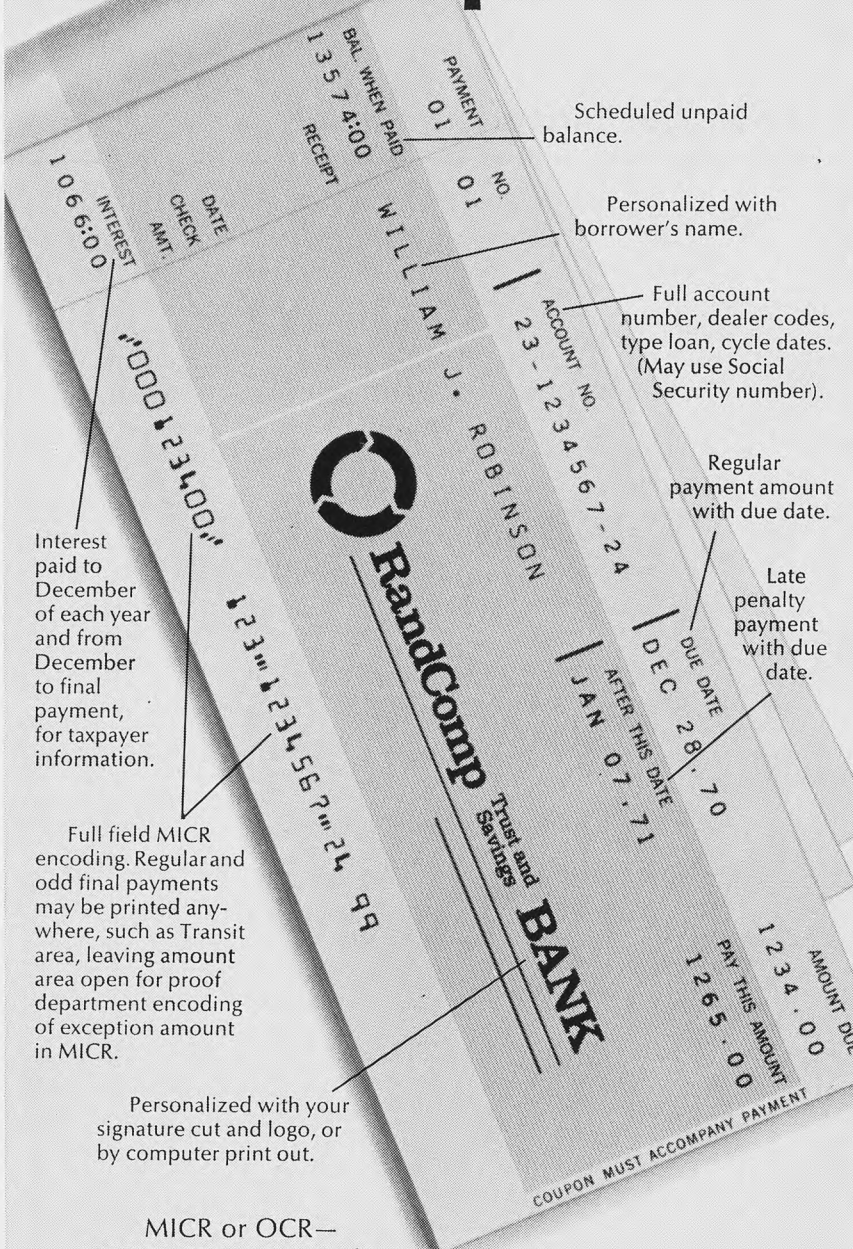 PAYMENT
01
BAL. WHEN PAID
13574:00
RECEIPT
NO.
01
INTEREST
1066:00
DATE
CHECK
AMT.
WILLIAM J. ROBINSON
ACCOUNT NO.
23-1234567-24
DUE DATE
DEC 28,70
AFTER THIS DATE
JAN 07,71
AMOUNT DUE
1234.00
PAY THIS AMOUNT
1265.00
RandComp
Trust and
Savings
BANK
⑈000123400⑈ 123⑈1234567⑈24 99
COUPON MUST ACCOMPANY PAYMENT
Scheduled unpaid
balance.
Personalized with
borrower's name.
Full account
number, dealer codes,
type loan, cycle dates.
(May use Social
Security number).
Regular
payment amount
with due date.
Late
penalty
payment
with due
date.
Interest
paid to
December
of each year
and from
December
to final
payment,
for taxpayer
information.
Full field MICR
encoding. Regular and
odd final payments
may be printed any-
where, such as Transit
area, leaving amount
area open for proof
department encoding
of exception amount
in MICR.
Personalized with your
signature cut and logo, or
by computer print out.
MICR or OCR—